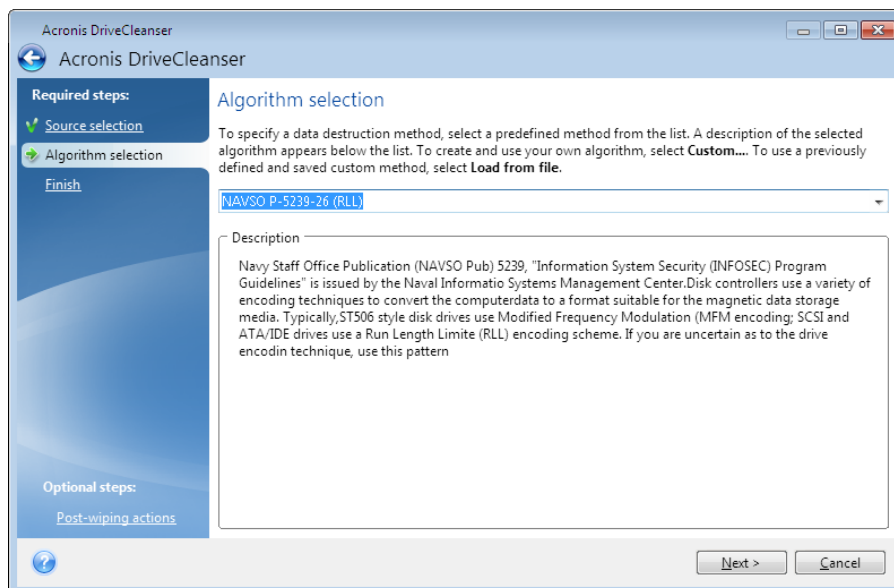 Acronis DriveCleanser
Acronis DriveCleanser
Required steps:
Source selection
Algorithm selection
Finish
Optional steps:
Post-wiping actions
Algorithm selection
To specify a data destruction method, select a predefined method from the list. A description of the selected
algorithm appears below the list. To create and use your own algorithm, select Custom.... To use a previously
defined and saved custom method, select Load from file.
NAVSO P-5239-26 (RLL)
Description
Navy Staff Office Publication (NAVSO Pub) 5239, "Information System Security (INFOSEC) Program
Guidelines" is issued by the Naval Informatio Systems Management Center.Disk controllers use a variety of
encoding techniques to convert the computerdata to a format suitable for the magnetic data storage
media. Typically,ST506 style disk drives use Modified Frequency Modulation (MFM encoding; SCSI and
ATA/IDE drives use a Run Length Limite (RLL) encoding scheme. If you are uncertain as to the drive
encodin technique, use this pattern
Next >
Cancel